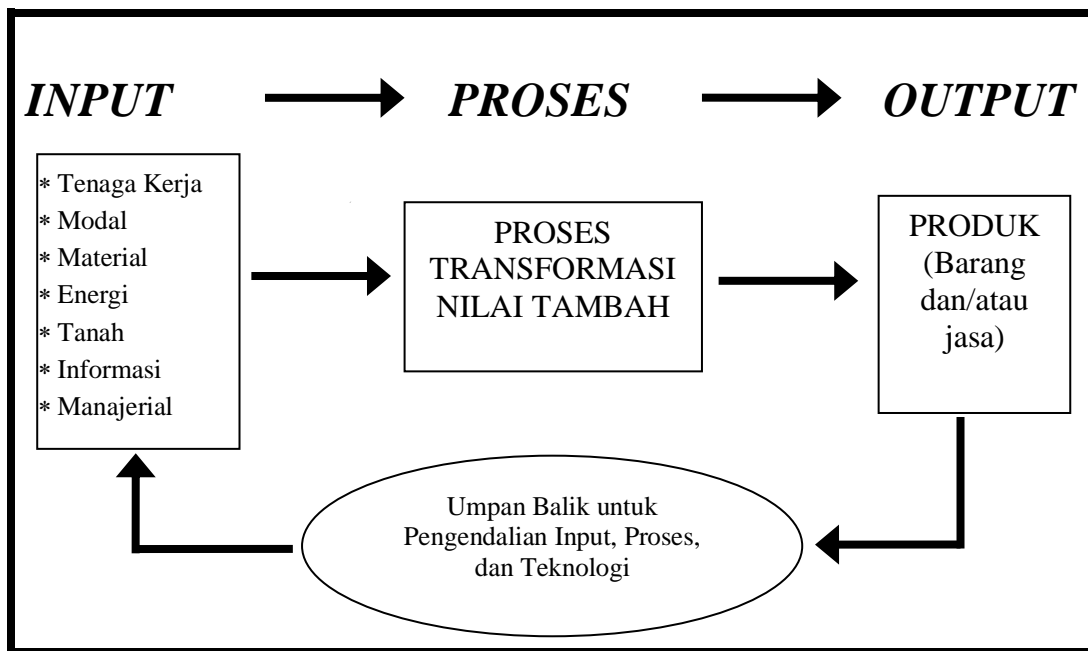 INPUT PROSES OUTPUT
* Tenaga Kerja
* Modal
* Material
* Energi
* Tanah
* Informasi
* Manajerial
PROSES
TRANSFORMASI
NILAI TAMBAH
PRODUK
(Barang
dan/atau
jasa)
Umpan Balik untuk
Pengendalian Input, Proses,
dan Teknologi